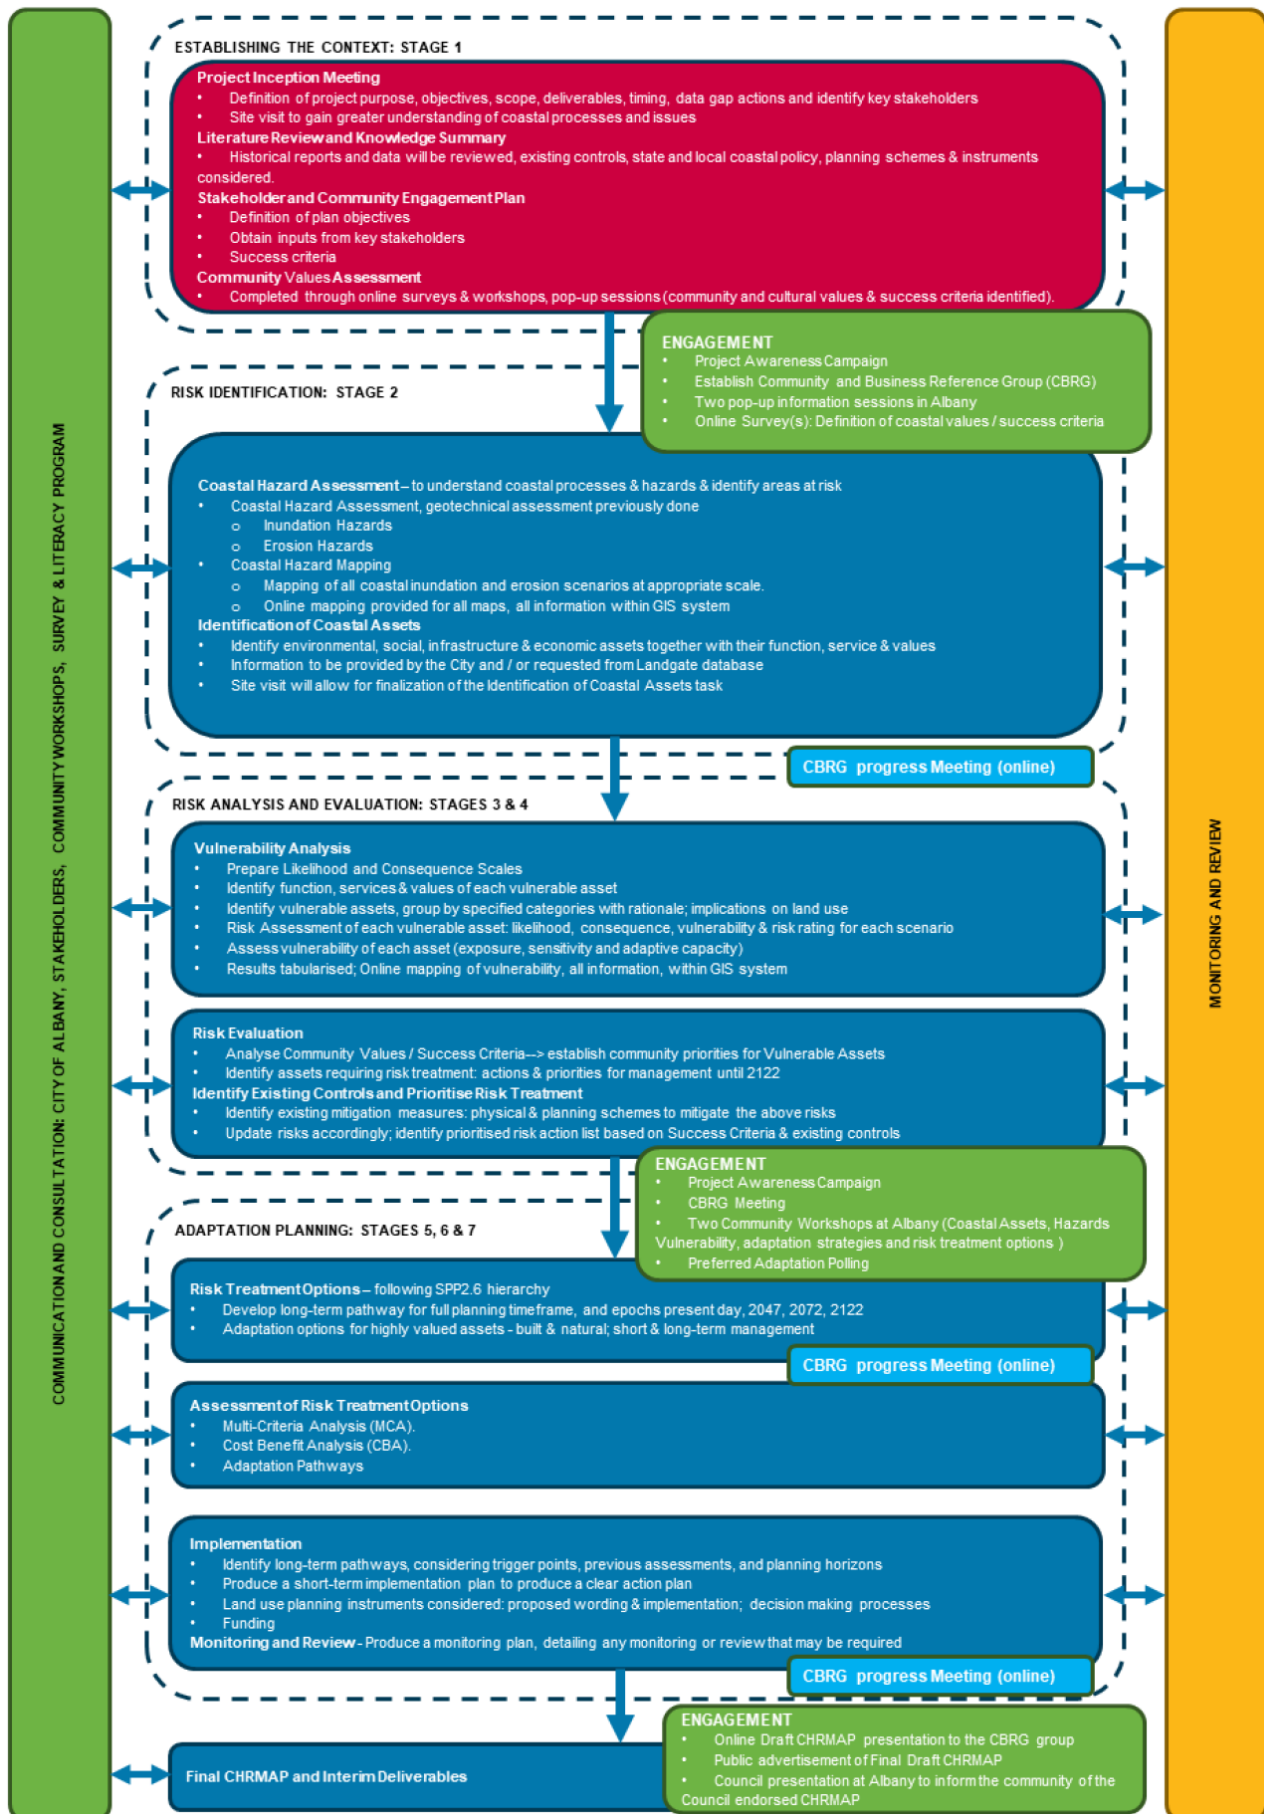 COMMUNICATION AND CONSULTATION: CITY OF ALBANY, STAKEHOLDERS, COMMUNITY WORKSHOPS, SURVEY & LITERACY PROGRAM
ESTABLISHING THE CONTEXT: STAGE 1
Project Inception Meeting
• Definition of project purpose, objectives, scope, deliverables, timing, data gap actions and identify key stakeholders
• Site visit to gain greater understanding of coastal processes and issues
Literature Review and Knowledge Summary
• Historical reports and data will be reviewed, existing controls, state and local coastal policy, planning schemes & instruments
considered.
Stakeholder and Community Engagement Plan
• Definition of plan objectives
• Obtain inputs from key stakeholders
• Success criteria
Community Values Assessment
• Completed through online surveys & workshops, pop-up sessions (community and cultural values & success criteria identified).
ENGAGEMENT
• Project Awareness Campaign
• Establish Community and Business Reference Group (CBRG)
• Two pop-up information sessions in Albany
• Online Survey(s): Definition of coastal values / success criteria
RISK IDENTIFICATION: STAGE 2
Coastal Hazard Assessment – to understand coastal processes & hazards & identify areas at risk
• Coastal Hazard Assessment, geotechnical assessment previously done
o Inundation Hazards
o Erosion Hazards
• Coastal Hazard Mapping
o Mapping of all coastal inundation and erosion scenarios at appropriate scale.
o Online mapping provided for all maps, all information within GIS system
Identification of Coastal Assets
• Identify environmental, social, infrastructure & economic assets together with their function, service & values
• Information to be provided by the City and / or requested from Landgate database
• Site visit will allow for finalization of the Identification of Coastal Assets task
CBRG progress Meeting (online)
RISK ANALYSIS AND EVALUATION: STAGES 3 & 4
Vulnerability Analysis
• Prepare Likelihood and Consequence Scales
• Identify function, services & values of each vulnerable asset
• Identify vulnerable assets, group by specified categories with rationale; implications on land use
• Risk Assessment of each vulnerable asset: likelihood, consequence, vulnerability & risk rating for each scenario
• Assess vulnerability of each asset (exposure, sensitivity and adaptive capacity)
• Results tabularised; Online mapping of vulnerability, all information, within GIS system
Risk Evaluation
• Analyse Community Values / Success Criteria--> establish community priorities for Vulnerable Assets
• Identify assets requiring risk treatment: actions & priorities for management until 2122
Identify Existing Controls and Prioritise Risk Treatment
• Identify existing mitigation measures: physical & planning schemes to mitigate the above risks
• Update risks accordingly; identify prioritised risk action list based on Success Criteria & existing controls
ENGAGEMENT
• Project Awareness Campaign
• CBRG Meeting
• Two Community Workshops at Albany (Coastal Assets, Hazards
Vulnerability, adaptation strategies and risk treatment options )
• Preferred Adaptation Polling
ADAPTATION PLANNING: STAGES 5, 6 & 7
Risk Treatment Options – following SPP2.6 hierarchy
• Develop long-term pathway for full planning timeframe, and epochs present day, 2047, 2072, 2122
• Adaptation options for highly valued assets - built & natural; short & long-term management
CBRG progress Meeting (online)
Assessment of Risk Treatment Options
• Multi-Criteria Analysis (MCA).
• Cost Benefit Analysis (CBA).
• Adaptation Pathways
Implementation
• Identify long-term pathways, considering trigger points, previous assessments, and planning horizons
• Produce a short-term implementation plan to produce a clear action plan
• Land use planning instruments considered: proposed wording & implementation; decision making processes
• Funding
Monitoring and Review - Produce a monitoring plan, detailing any monitoring or review that may be required
CBRG progress Meeting (online)
ENGAGEMENT
• Online Draft CHRMAP presentation to the CBRG group
• Public advertisement of Final Draft CHRMAP
• Council presentation at Albany to inform the community of the
Council endorsed CHRMAP
Final CHRMAP and Interim Deliverables
MONITORING AND REVIEW